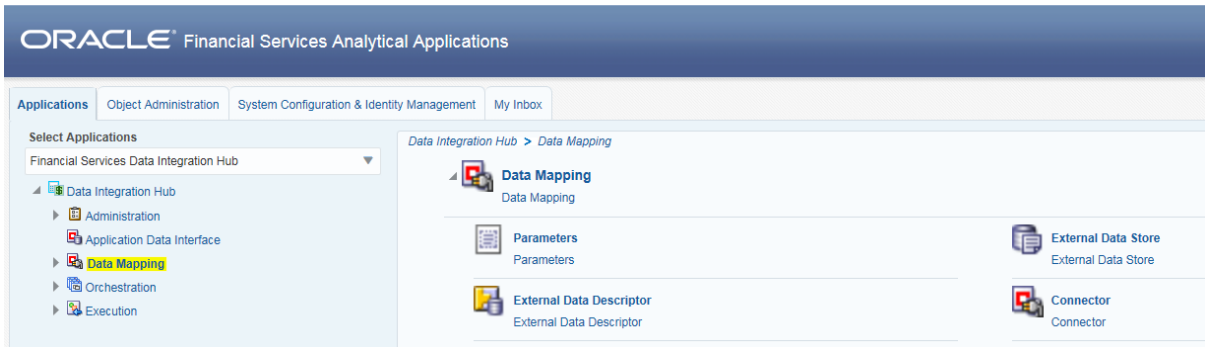 ORACLE® Financial Services Analytical Applications
Applications Object Administration System Configuration & Identity Management My Inbox
Select Applications
Financial Services Data Integration Hub
Data Integration Hub
Administration
Application Data Interface
Data Mapping
Orchestration
Execution
Data Integration Hub > Data Mapping
Data Mapping
Data Mapping
Parameters
Parameters
External Data Store
External Data Store
External Data Descriptor
External Data Descriptor
Connector
Connector